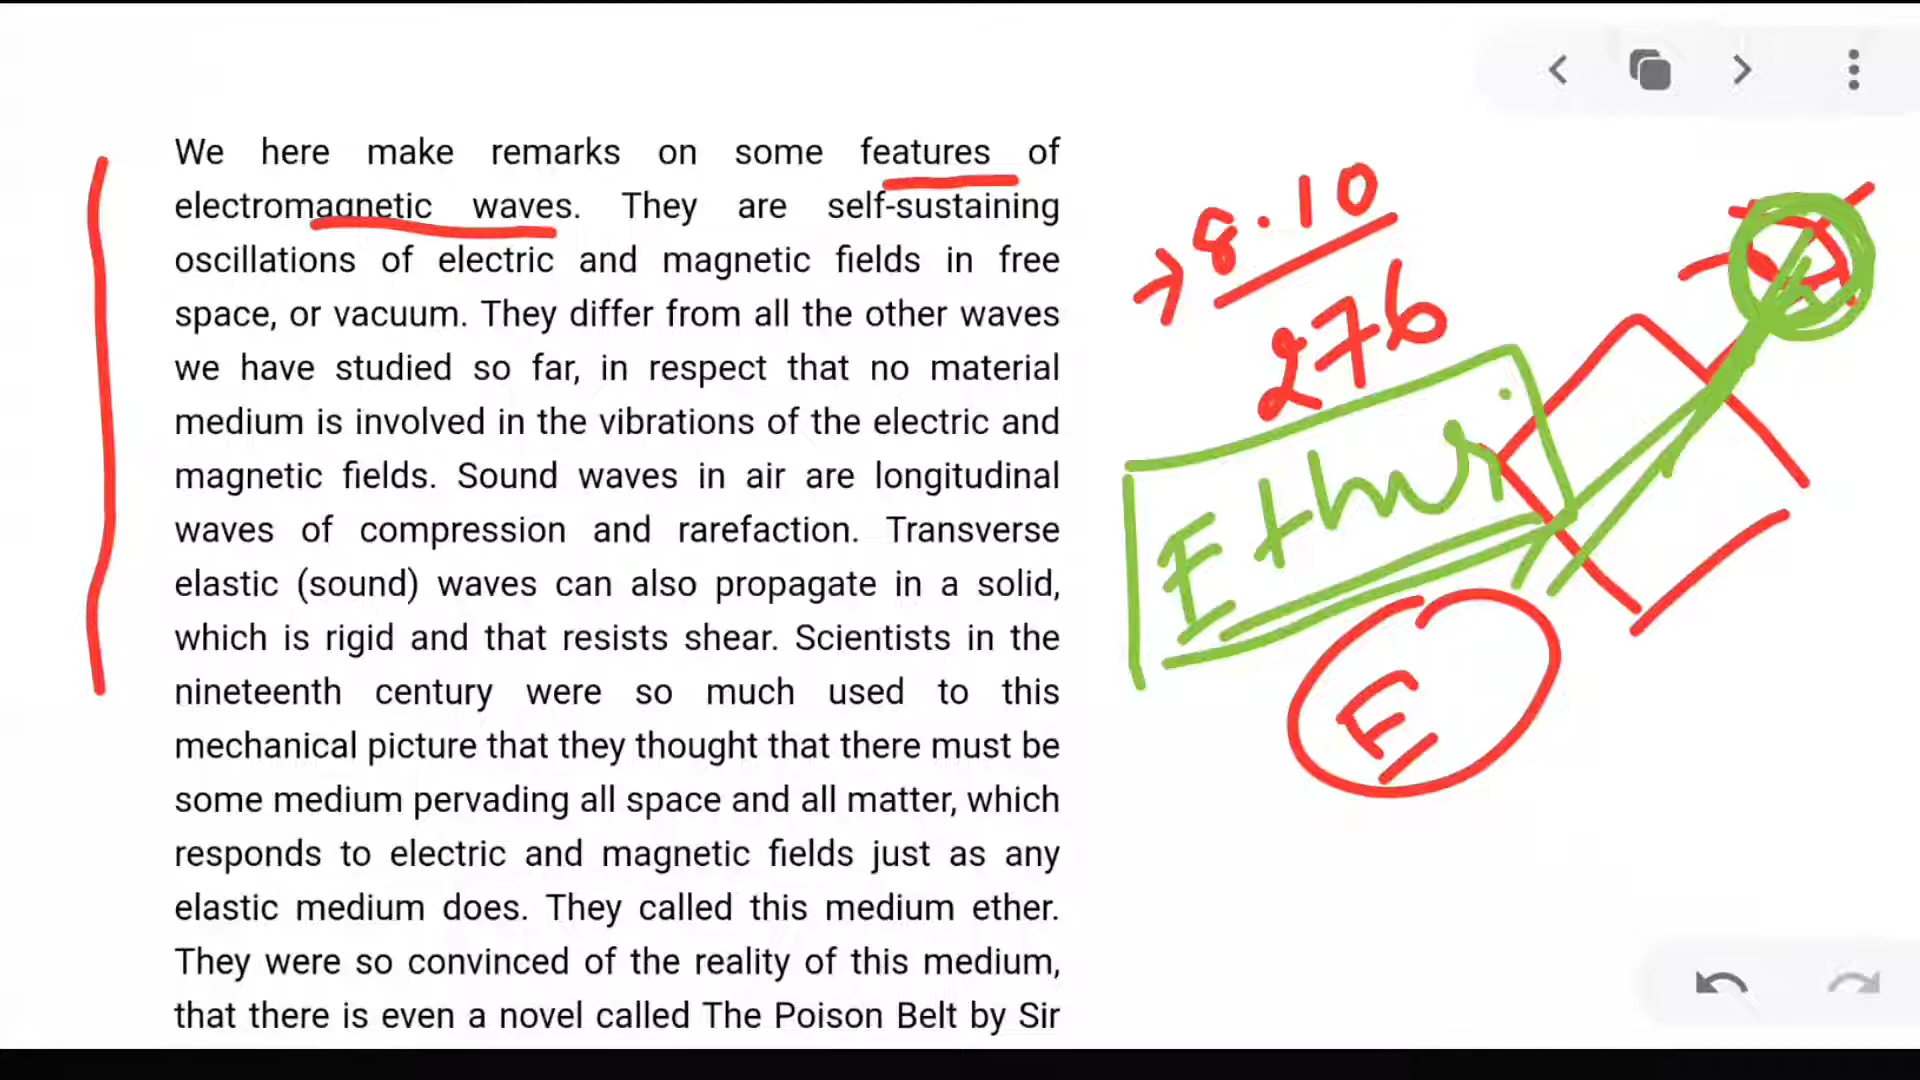 We here make remarks on some features of
electromagnetic waves. They are self-sustaining
oscillations of electric and magnetic fields in free
space, or vacuum. They differ from all the other waves
we have studied so far, in respect that no material
medium is involved in the vibrations of the electric and
magnetic fields. Sound waves in air are longitudinal
waves of compression and rarefaction. Transverse
elastic (sound) waves can also propagate in a solid,
which is rigid and that resists shear. Scientists in the
nineteenth century were so much used to this
mechanical picture that they thought that there must be
some medium pervading all space and all matter, which
responds to electric and magnetic fields just as any
elastic medium does. They called this medium ether.
They were so convinced of the reality of this medium,
that there is even a novel called The Poison Belt by Sir
8.10
276
Ether
E